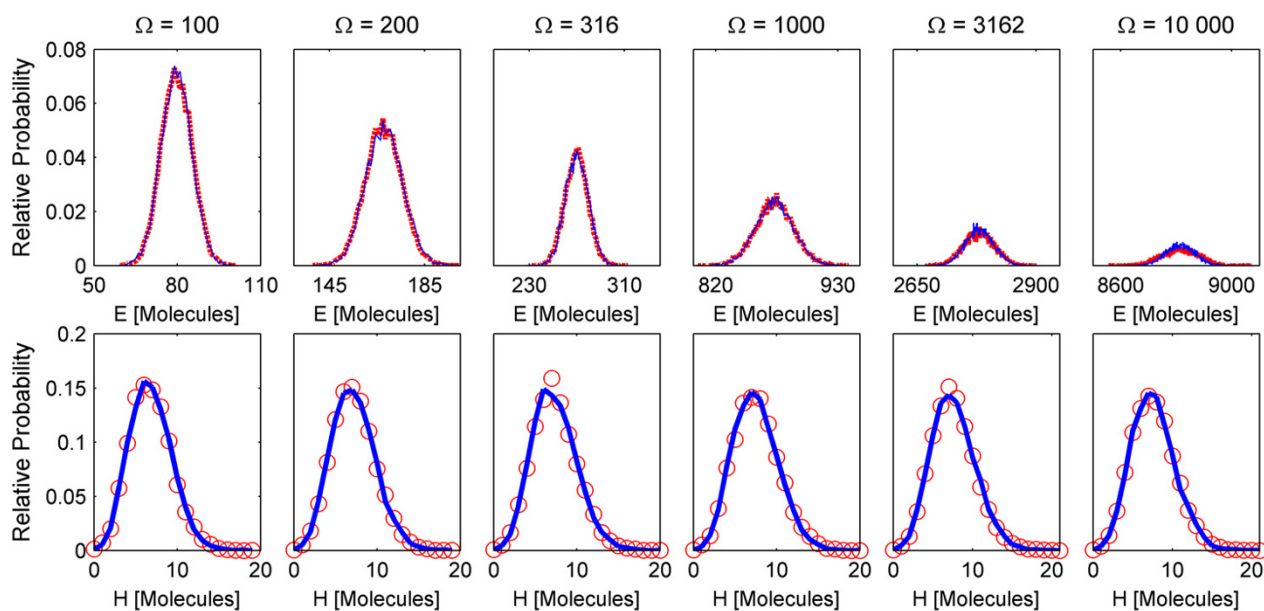 Ω = 100 Ω = 200 Ω = 316 Ω = 1000 Ω = 3162 Ω = 10 000
Relative Probability
0.08
0.06
0.04
0.02
0
50 80 110 145 185 230 310 820 930 2650 2900 8600 9000
E [Molecules] E [Molecules] E [Molecules] E [Molecules] E [Molecules] E [Molecules]
Relative Probability
0.2
0.15
0.1
0.05
0
0 10 20 0 10 20 0 10 20 0 10 20 0 10 20 0 10 20
H [Molecules] H [Molecules] H [Molecules] H [Molecules] H [Molecules] H [Molecules]